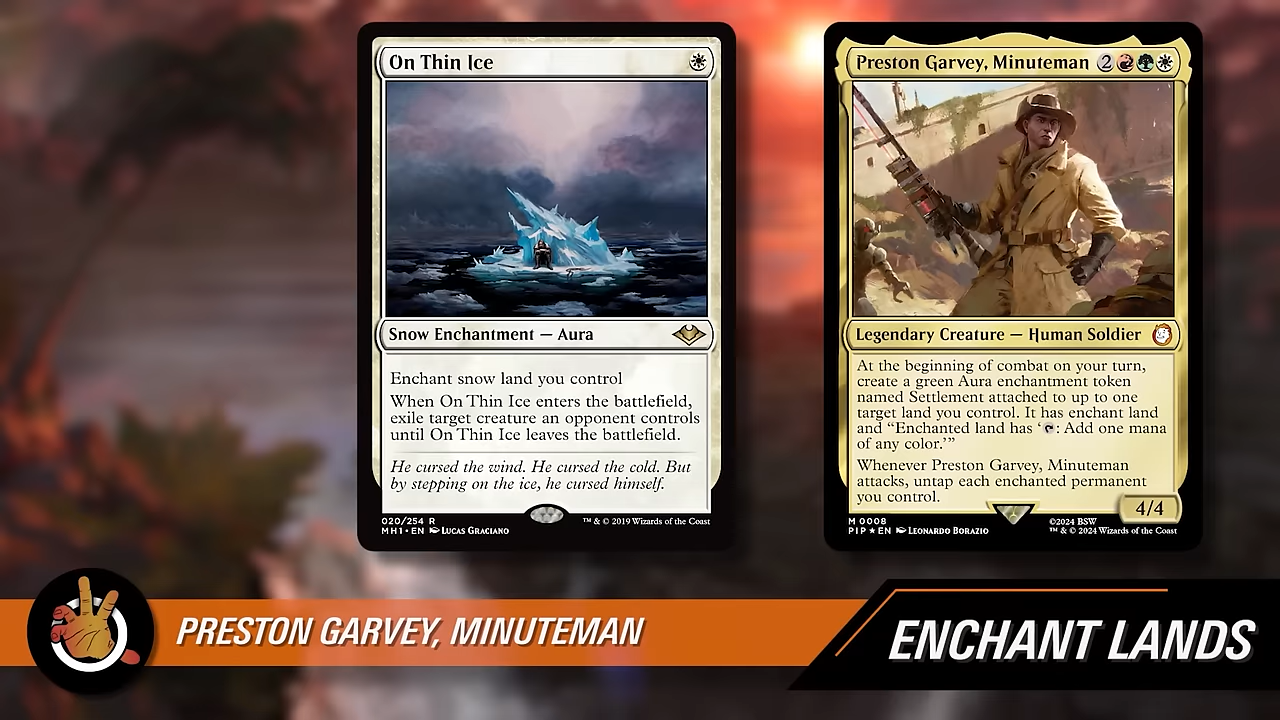 On Thin Ice
Snow Enchantment — Aura
Enchant snow land you control
When On Thin Ice enters the battlefield,
exile target creature an opponent controls
until On Thin Ice leaves the battlefield.
He cursed the wind. He cursed the cold. But
by stepping on the ice, he cursed himself.
020/254 R
MH1 • EN Lucas Graciano
™ & © 2019 Wizards of the Coast
Preston Garvey, Minuteman 2
Legendary Creature — Human Soldier
At the beginning of combat on your turn,
create a green Aura enchantment token
named Settlement attached to up to one
target land you control. It has enchant land
and “Enchanted land has ‘: Add one mana
of any color.’”
Whenever Preston Garvey, Minuteman
attacks, untap each enchanted permanent
you control.
4/4
M 0008
PIP ★ EN Leonardo Borazio
©2024 BSW
™ & © 2024 Wizards of the Coast
PRESTON GARVEY, MINUTEMAN
ENCHANT LANDS